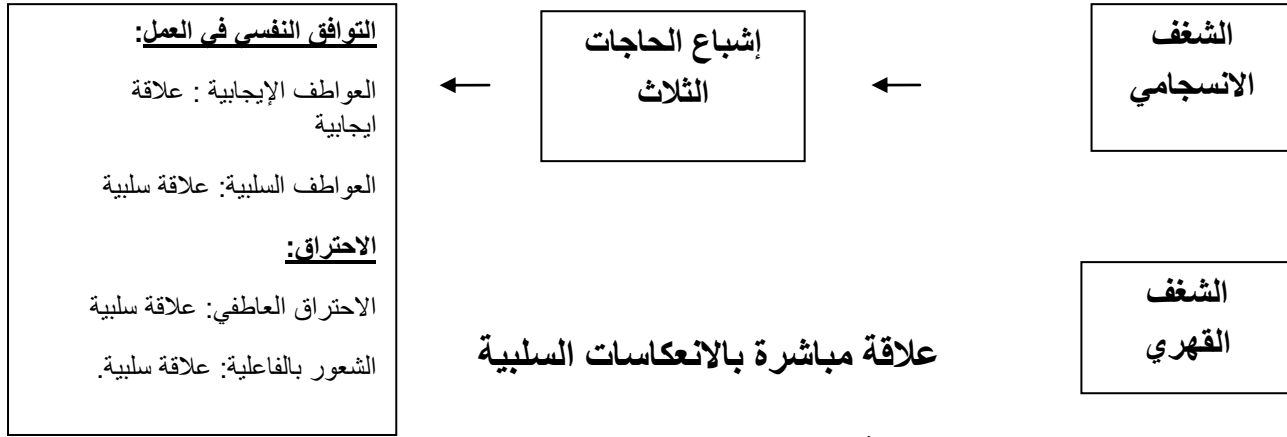 الشغف
الانسجامي
إشباع الحاجات
الثلاث
التوافق النفسي في العمل:
العواطف الإيجابية : علاقة
ايجابية
العواطف السلبية: علاقة سلبية
الاحتراق:
الاحتراق العاطفي: علاقة سلبية
الشعور بالفاعلية: علاقة سلبية.
الشغف
القهري
علاقة مباشرة بالانعكاسات السلبية